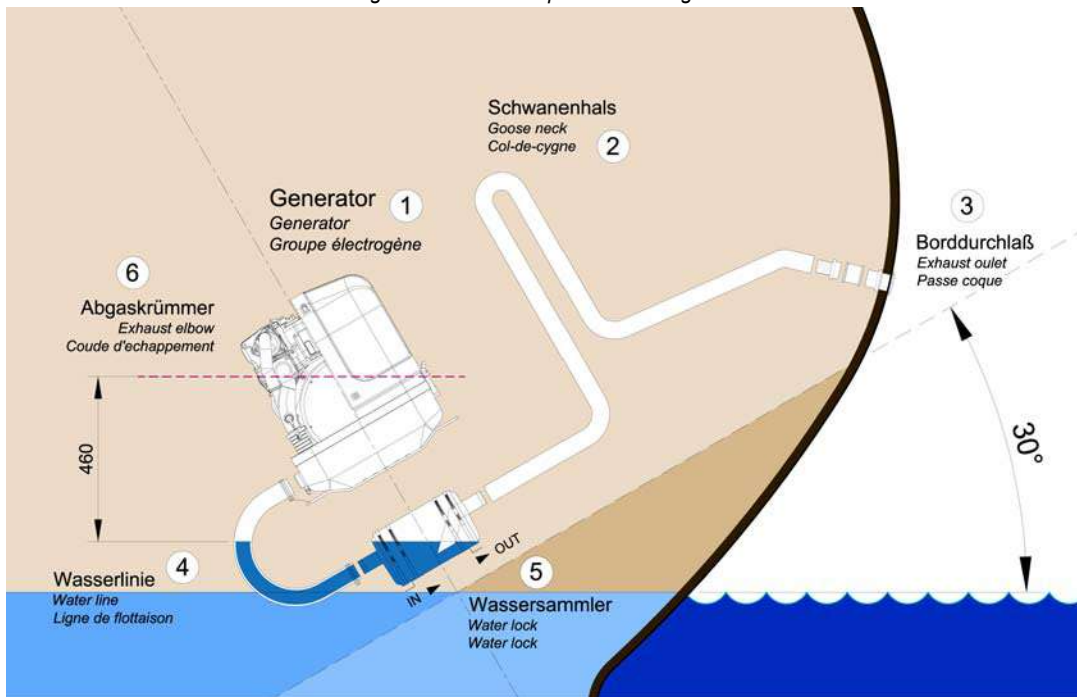 Schwanenhals
Goose neck
Col-de-cygne
2
Generator
Generator
Groupe électrogène
1
3
Borddurchlaß
Exhaust oulet
Passe coque
6
Abgaskrümmer
Exhaust elbow
Coude d'echappement
460
30°
OUT
IN
4
Wasserlinie
Water line
Ligne de flottaison
5
Wassersammler
Water lock
Water lock